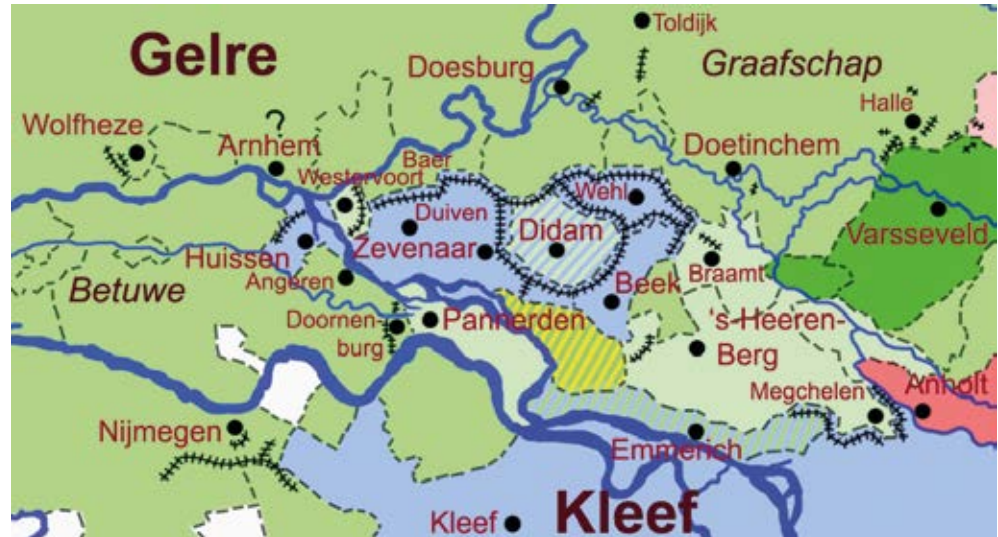 Toldijk
Gelre
Doesburg
Graafschap
Halle
Wolfheze
?
Arnhem
Doetinchem
Baer
Westervoort
Wehl
Duiven
Didam
Varsseveld
Huissen
Zevenaar
Angeren
Beek
Braamt
Betuwe
Doornen-
burg
Pannerden
's-Heeren-
Berg
Megchelen
Anholt
Nijmegen
Emmerich
Kleef
Kleef